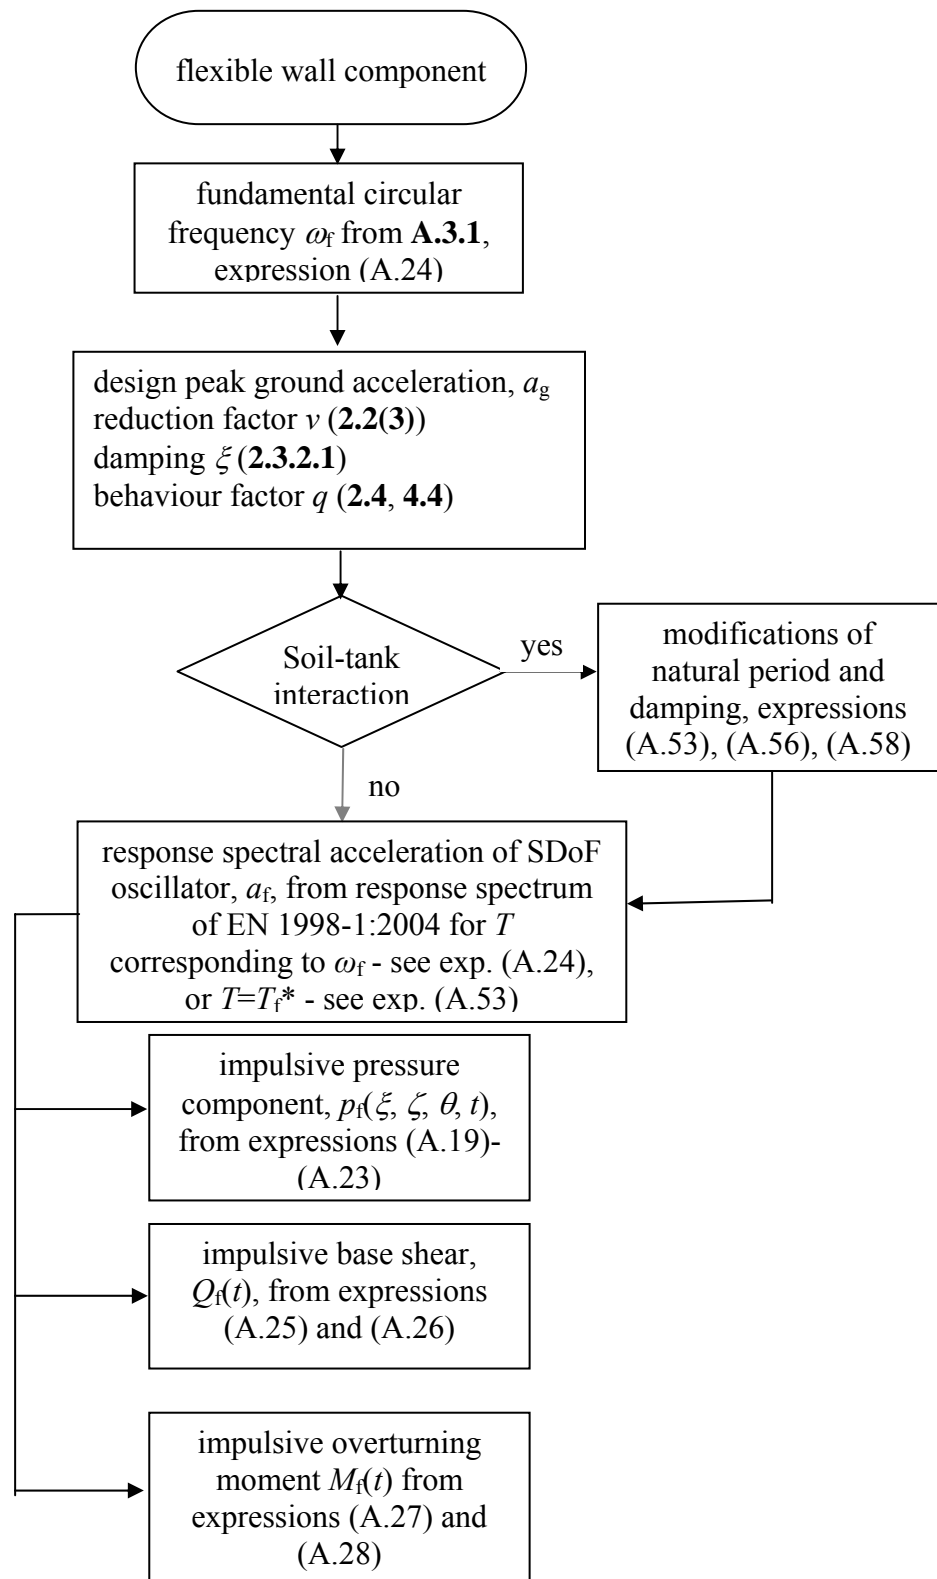 flexible wall component
fundamental circular
frequency ωf from A.3.1,
expression (A.24)
design peak ground acceleration, ag
reduction factor ν (2.2(3))
damping ξ (2.3.2.1)
behaviour factor q (2.4, 4.4)
Soil-tank
interaction
yes
modifications of
natural period and
damping, expressions
(A.53), (A.56), (A.58)
no
response spectral acceleration of SDoF
oscillator, af, from response spectrum
of EN 1998-1:2004 for T
corresponding to ωf - see exp. (A.24),
or T=Tf* - see exp. (A.53)
impulsive pressure
component, pf(ξ, ζ, θ, t),
from expressions (A.19)-
(A.23)
impulsive base shear,
Qf(t), from expressions
(A.25) and (A.26)
impulsive overturning
moment Mf(t) from
expressions (A.27) and
(A.28)